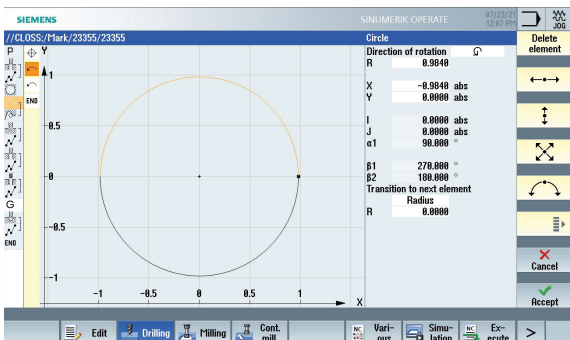 SIEMENS
SINUMERIK OPERATE
07/23/21
12:07 PM
JOG
//CLOSS:/Mark/23355/23355
P
G
END
END
Y
1
-0.5
-0
-0.5
-1
-1
-0.5
0
0.5
1
X
Circle
Direction of rotation
R 0.9840
X -0.9840 abs
Y 0.0000 abs
I 0.0000 abs
J 0.0000 abs
α1 90.000 °
β1 270.000 °
β2 180.000 °
Transition to next element
Radius
R 0.0000
Delete
element
Cancel
Accept
Edit
Drilling
Milling
Cont.
mill.
NC
Vari-
ous
Simu-
lation
NC
Ex-
ecute
>